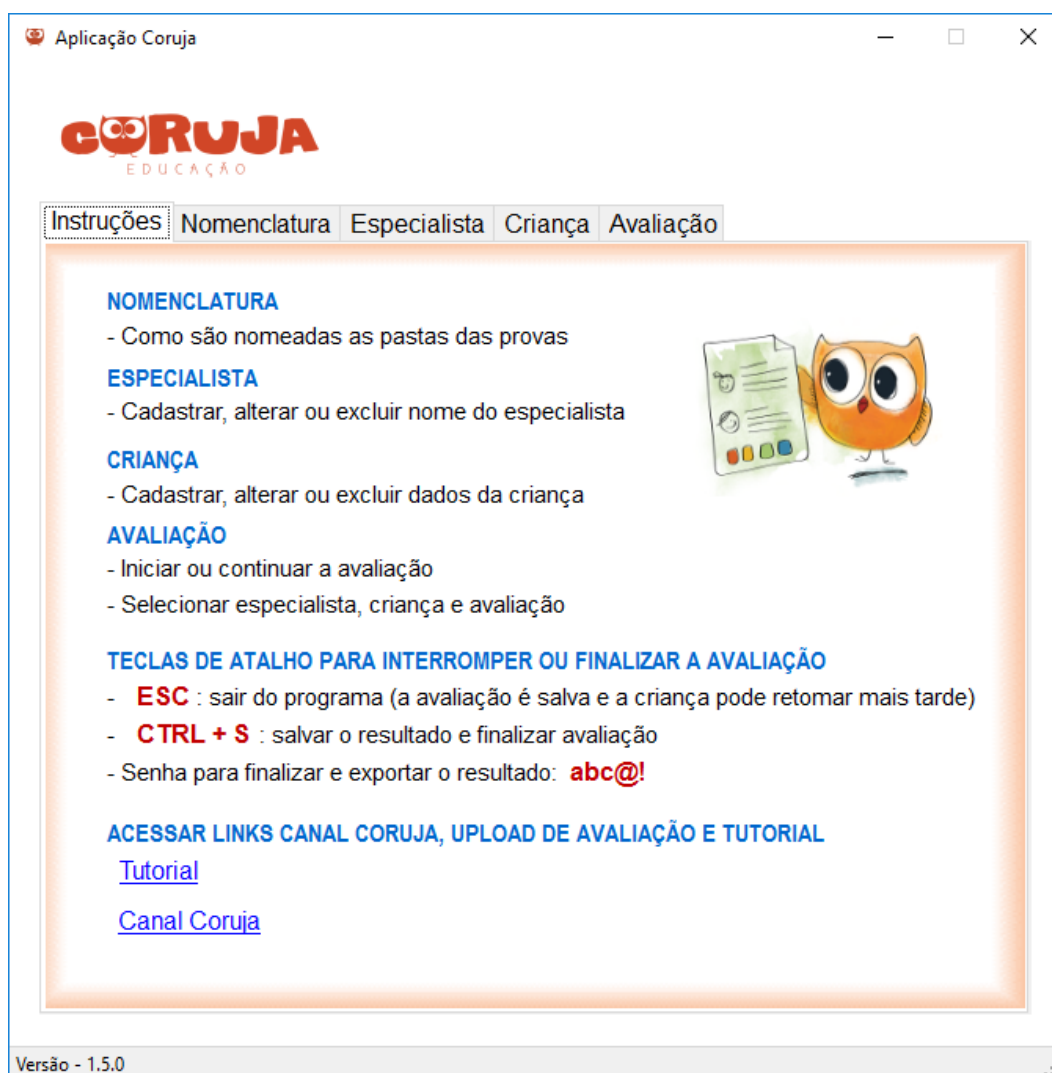 Aplicação Coruja
CORUJA
EDUCAÇÃO
Instruções Nomenclatura Especialista Criança Avaliação
NOMENCLATURA
- Como são nomeadas as pastas das provas
ESPECIALISTA
- Cadastrar, alterar ou excluir nome do especialista
CRIANÇA
- Cadastrar, alterar ou excluir dados da criança
AVALIAÇÃO
- Iniciar ou continuar a avaliação
- Selecionar especialista, criança e avaliação
TECLAS DE ATALHO PARA INTERROMPER OU FINALIZAR A AVALIAÇÃO
- ESC : sair do programa (a avaliação é salva e a criança pode retomar mais tarde)
- CTRL + S : salvar o resultado e finalizar avaliação
- Senha para finalizar e exportar o resultado: abc@!
ACESSAR LINKS CANAL CORUJA, UPLOAD DE AVALIAÇÃO E TUTORIAL
Tutorial
Canal Coruja
Versão - 1.5.0